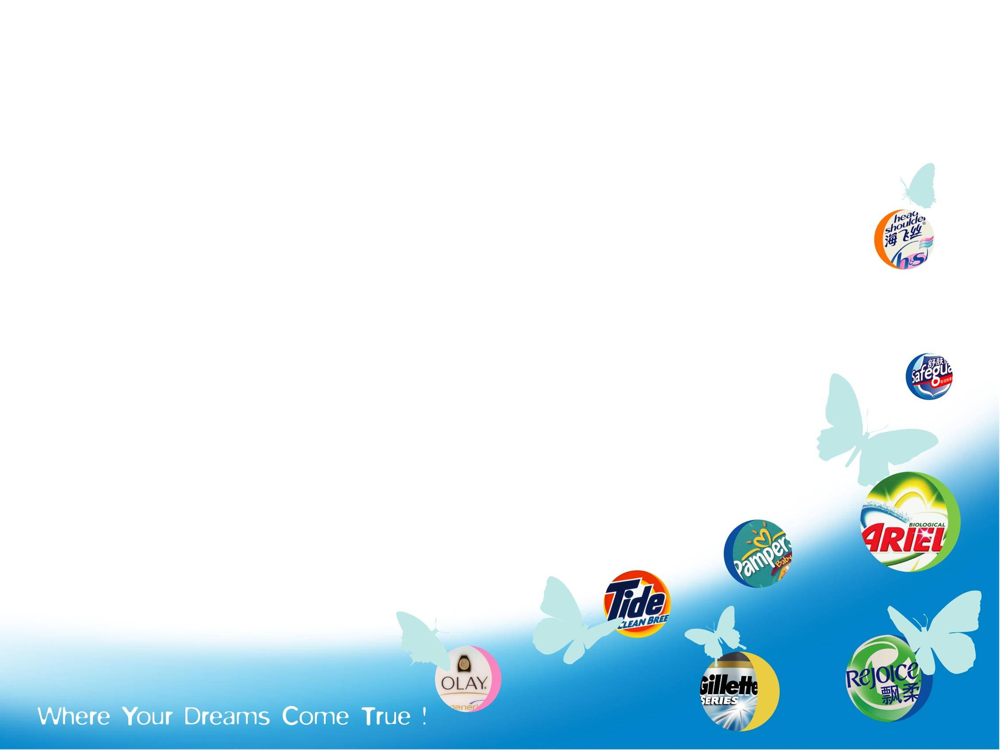 head
shoulder
海飞丝
h&s
舒肤
Safegua
BIOLOGICAL
ARIEL
Pampers
Baby
Tide
CLEAN BREE
OLAY
Gillette
SERIES
Rejoice
飘柔
Where Your Dreams Come True !